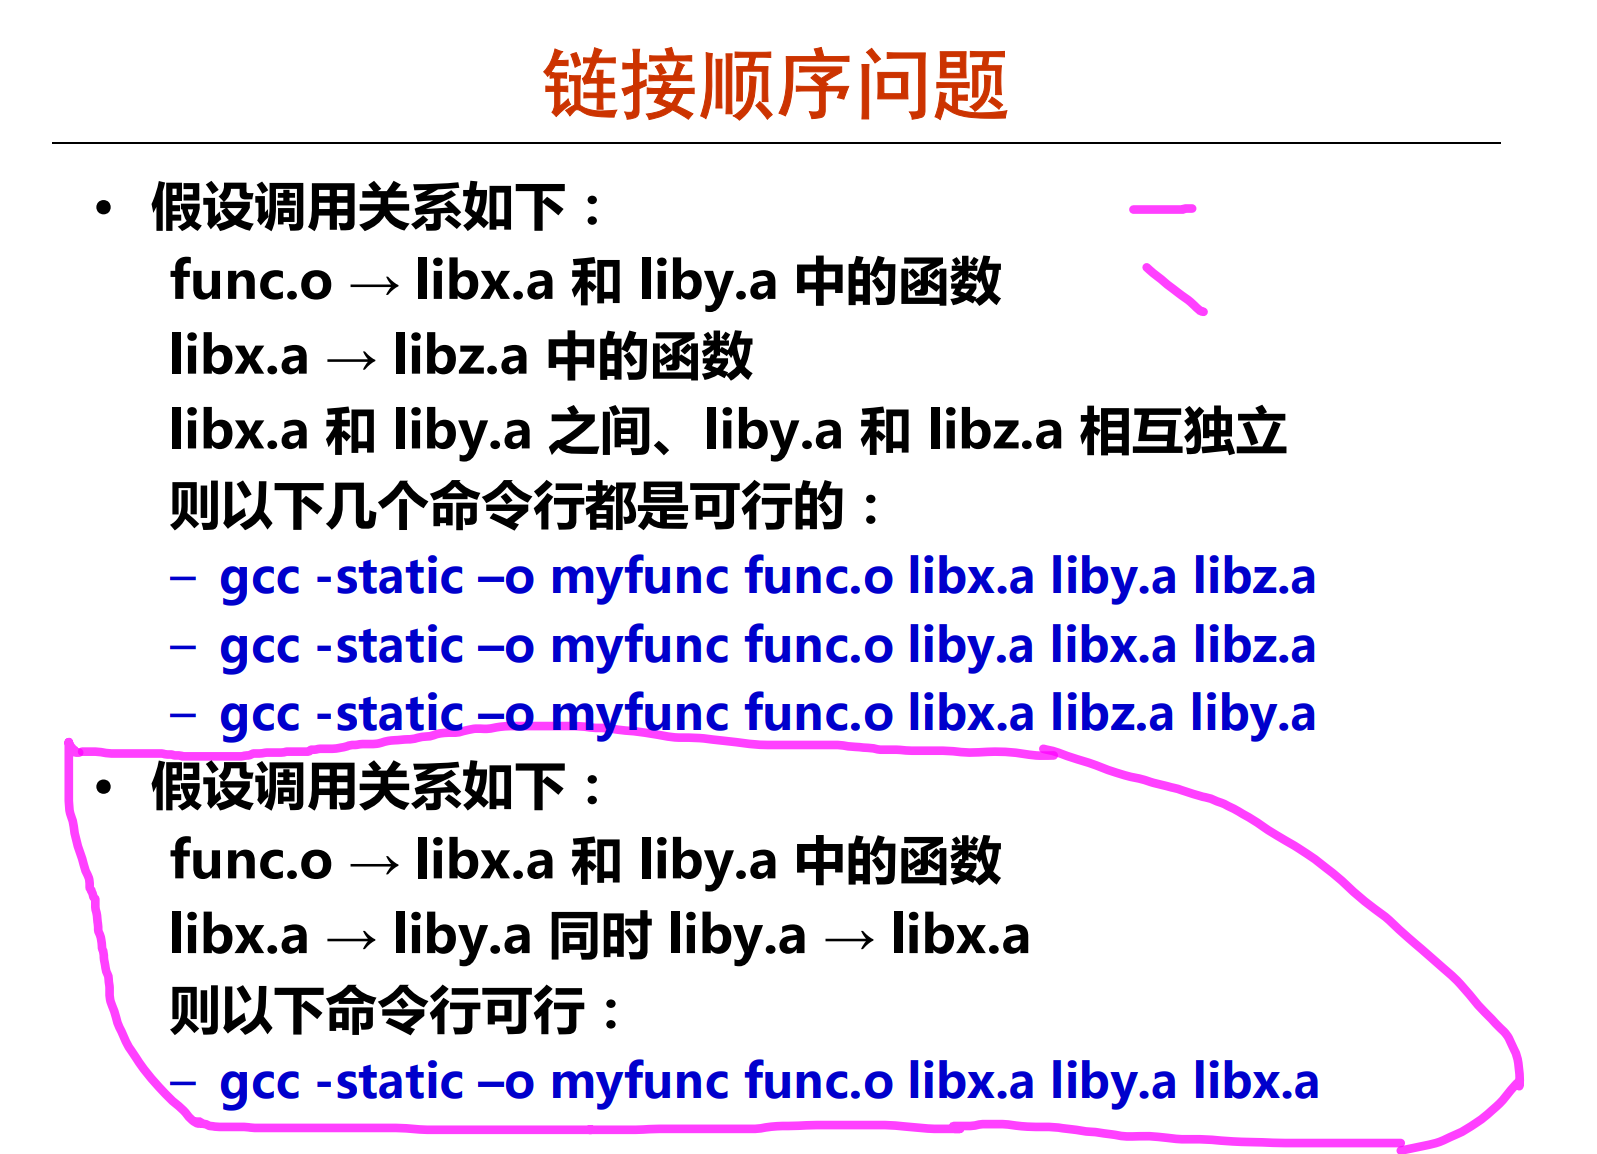 链接顺序问题
• 假设调用关系如下：
func.o → libx.a 和 liby.a 中的函数
libx.a → libz.a 中的函数
libx.a 和 liby.a 之间、liby.a 和 libz.a 相互独立
则以下几个命令行都是可行的：
– gcc -static –o myfunc func.o libx.a liby.a libz.a
– gcc -static –o myfunc func.o liby.a libx.a libz.a
– gcc -static –o myfunc func.o libx.a libz.a liby.a
• 假设调用关系如下：
func.o → libx.a 和 liby.a 中的函数
libx.a → liby.a 同时 liby.a → libx.a
则以下命令行可行：
– gcc -static –o myfunc func.o libx.a liby.a libx.a